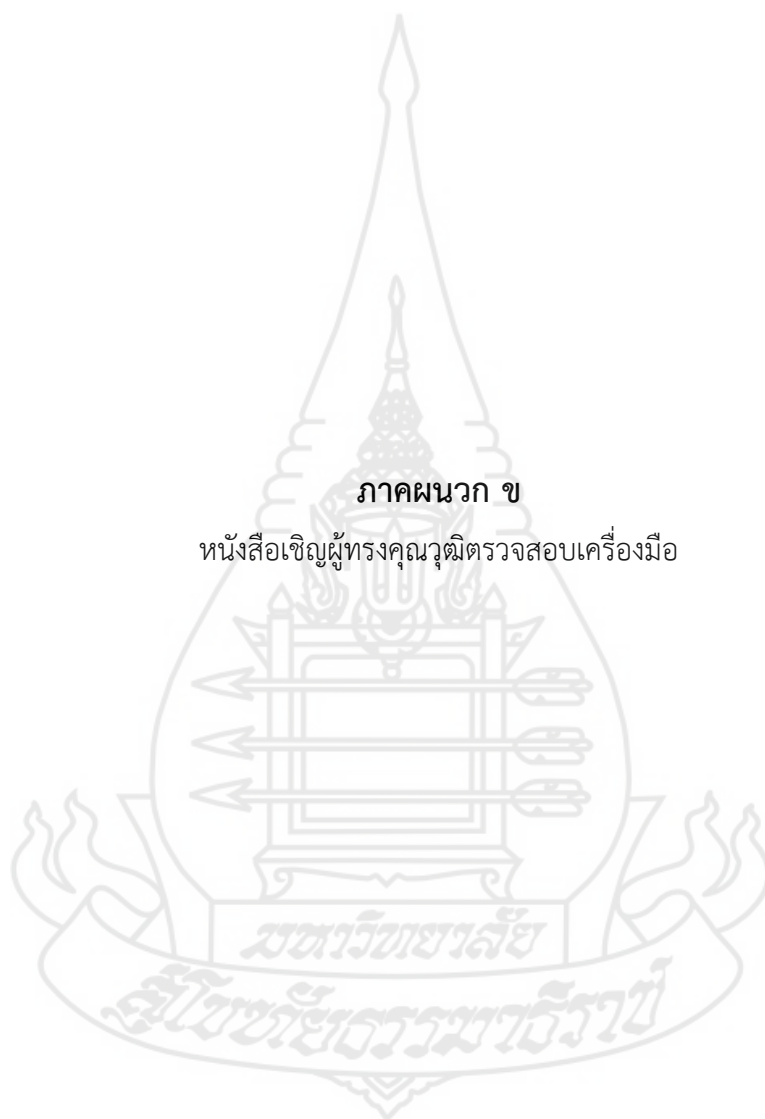 ภาคผนวก ข
หนังสือเชิญผู้ทรงคุณวุฒิตรวจสอบเครื่องมือ
มหาวิทยาลัย
สุโขทัยธรรมาธิราช